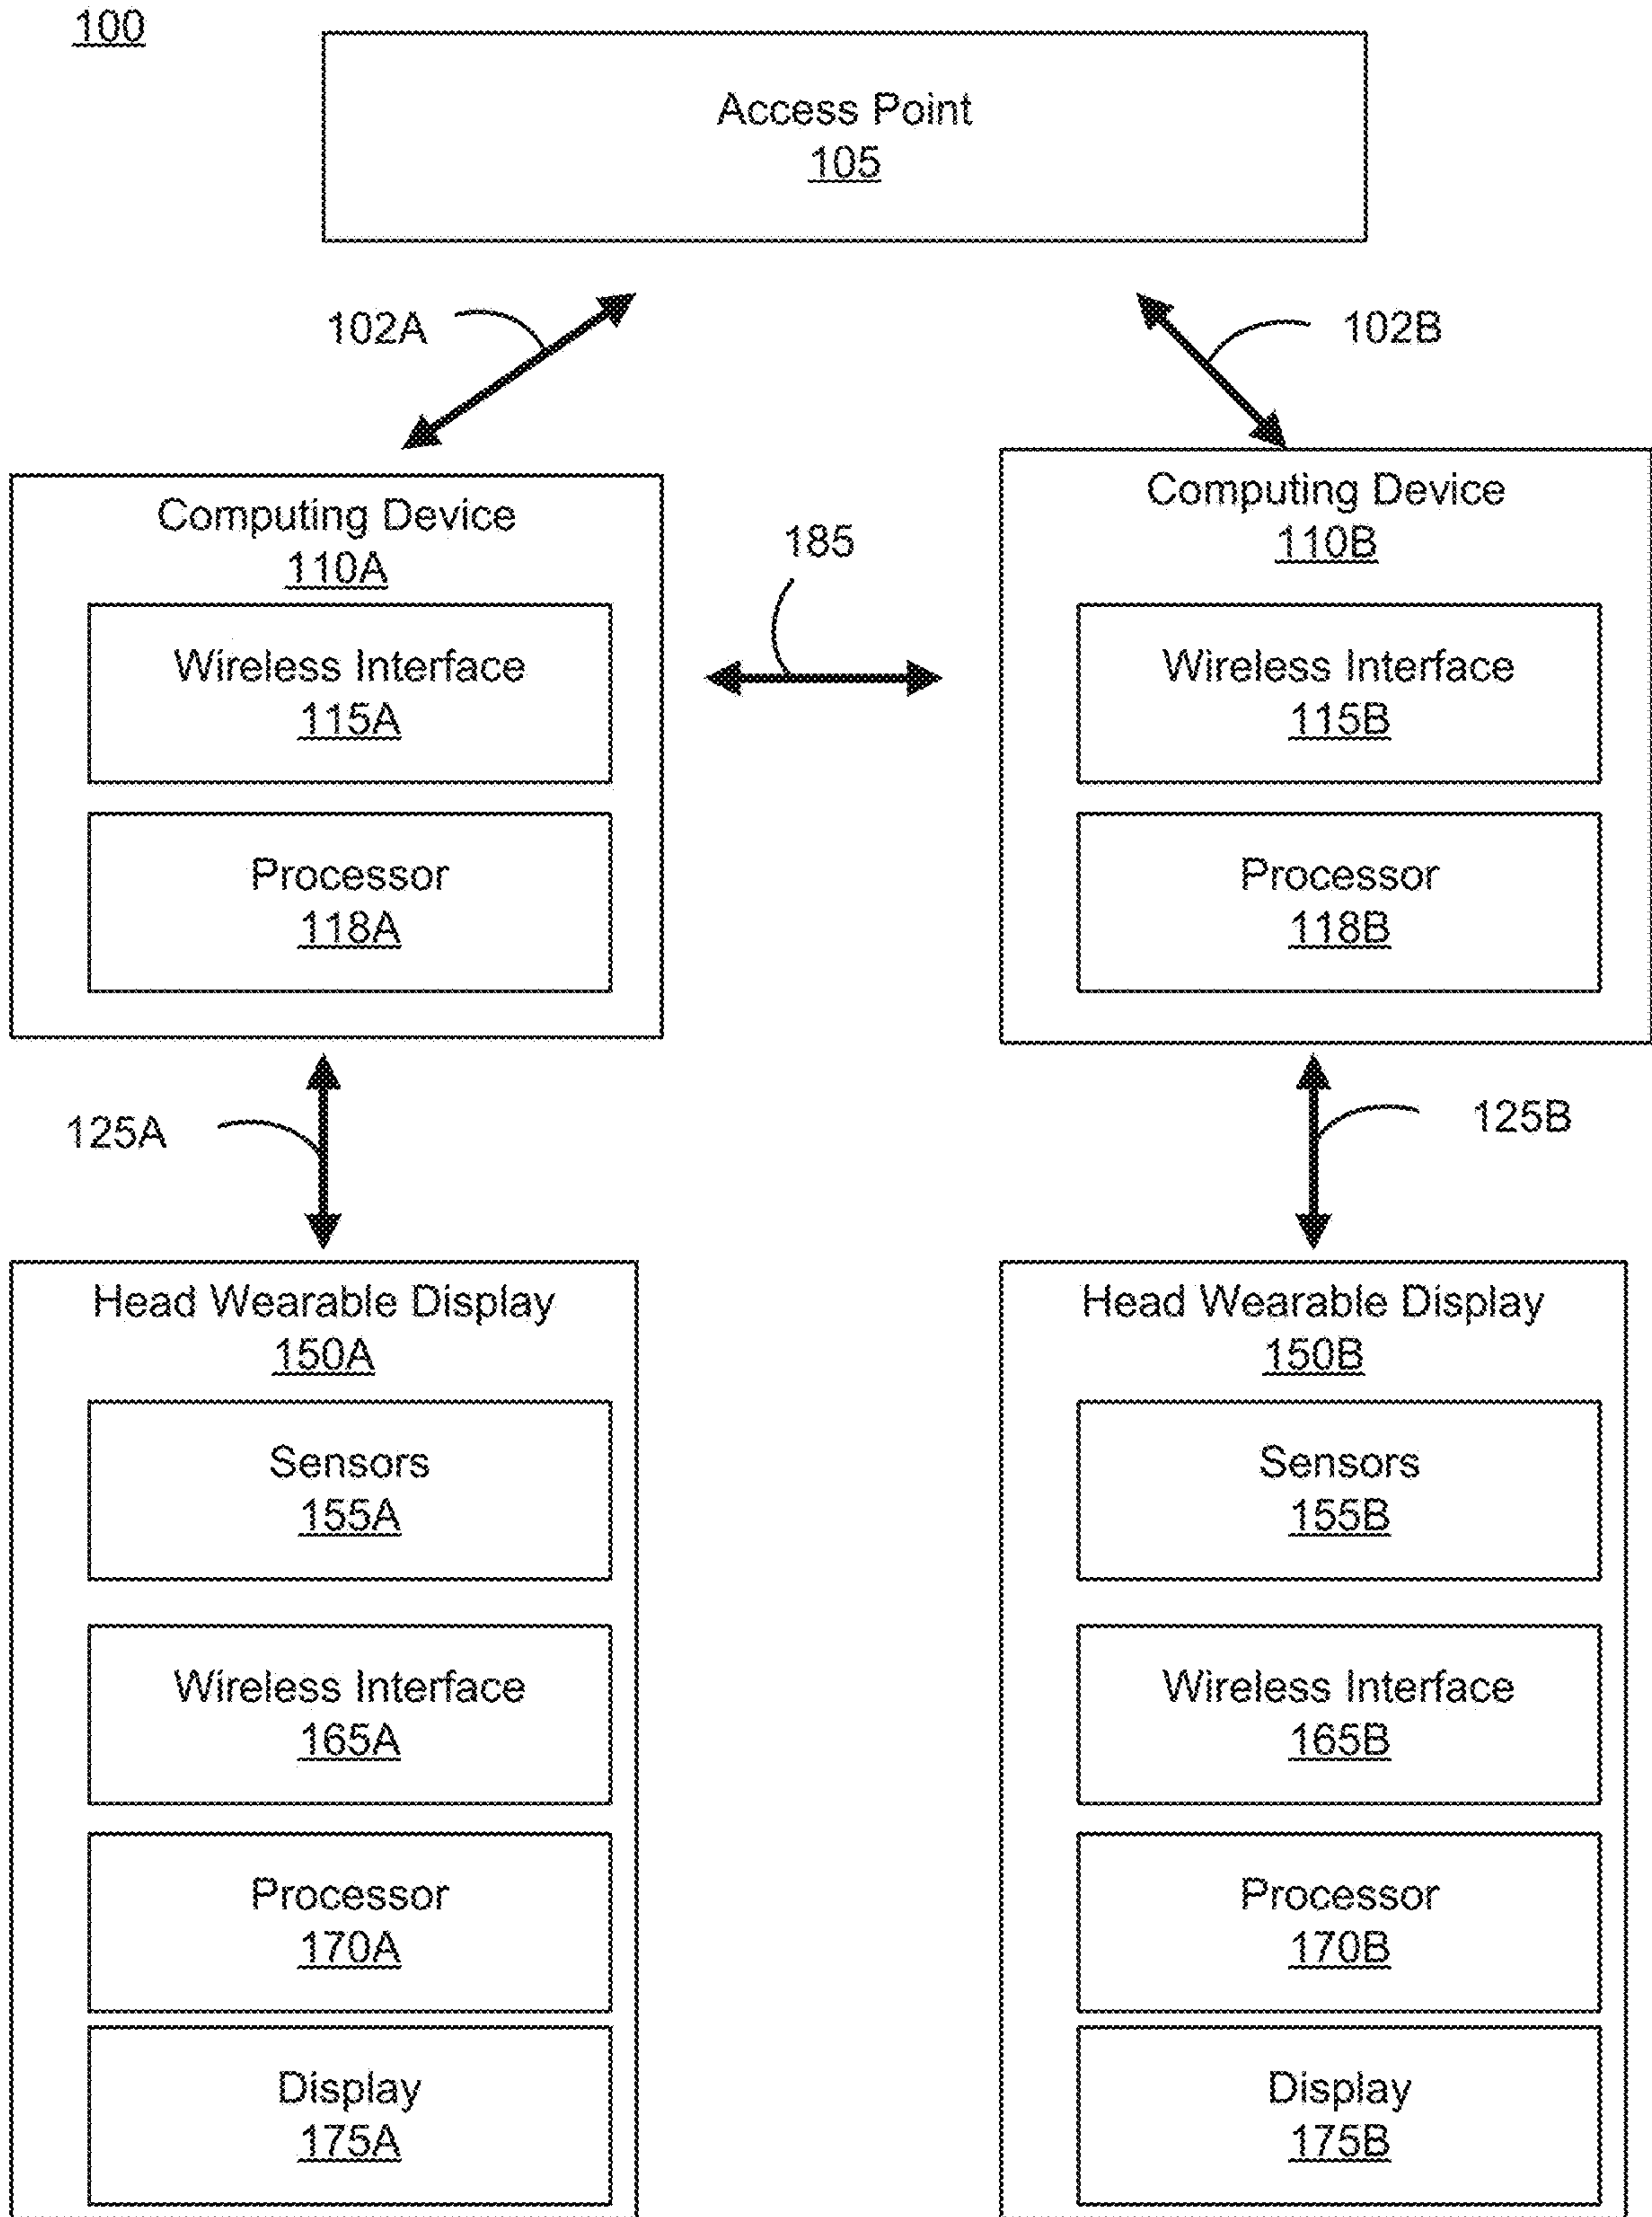 100
Access Point
105
102A
102B
Computing Device
110A
Wireless Interface
115A
Processor
118A
185
Computing Device
110B
Wireless Interface
115B
Processor
118B
125A
125B
Head Wearable Display
150A
Sensors
155A
Wireless Interface
165A
Processor
170A
Display
175A
Head Wearable Display
150B
Sensors
155B
Wireless Interface
165B
Processor
170B
Display
175B